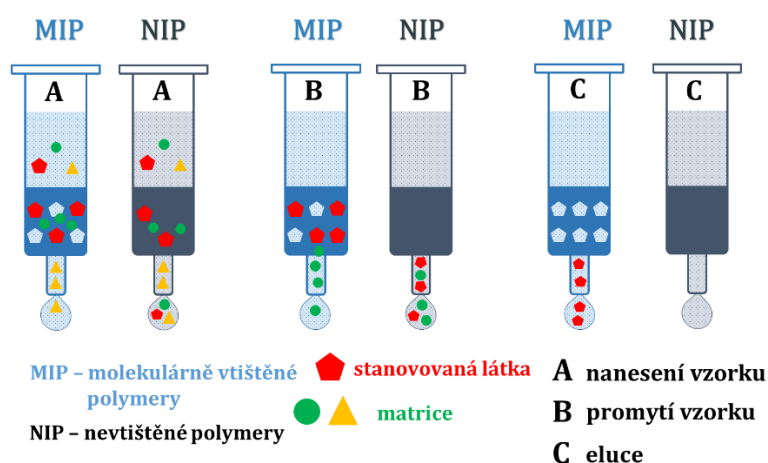 MIP NIP MIP NIP MIP NIP
A A B B C C
MIP – molekulárně vtištěné
polymery
NIP – nevtištěné polymery
stanovovaná látka
matrice
A nanesení vzorku
B promytí vzorku
C eluce